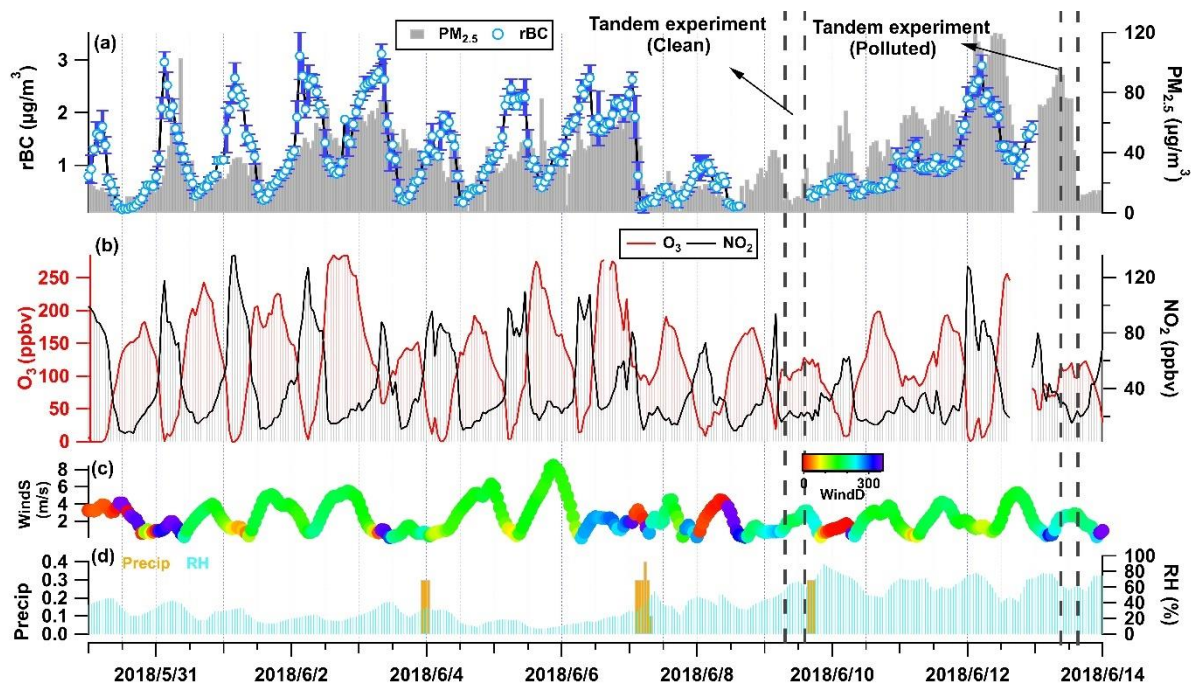 Tandem experiment
(Clean)
Tandem experiment
(Polluted)
(a)
PM2.5 rBC
3
2
1
rBC (µg/m³)
120
80
40
0
PM2.5 (µg/m³)
(b)
O3 NO2
250
200
150
100
50
0
O3 (ppbv)
120
80
40
NO2 (ppbv)
(c)
8
6
4
2
WindS
(m/s)
0 300
WindD
(d)
Precip RH
0.4
0.3
0.2
0.1
0.0
Precip
100
80
60
40
20
0
RH (%)
2018/5/31 2018/6/2 2018/6/4 2018/6/6 2018/6/8 2018/6/10 2018/6/12 2018/6/14